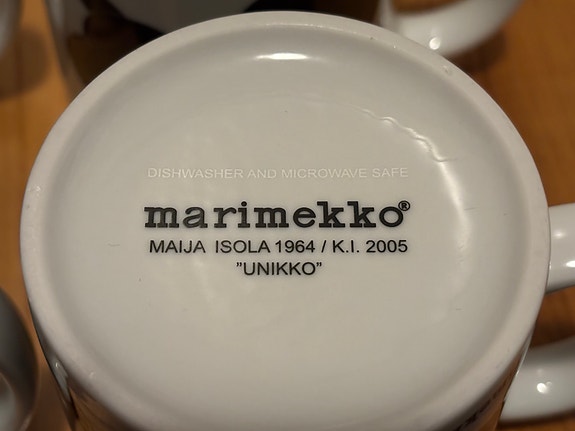 DISHWASHER AND MICROWAVE SAFE
marimekko®
MAIJA ISOLA 1964 / K.I. 2005
"UNIKKO"